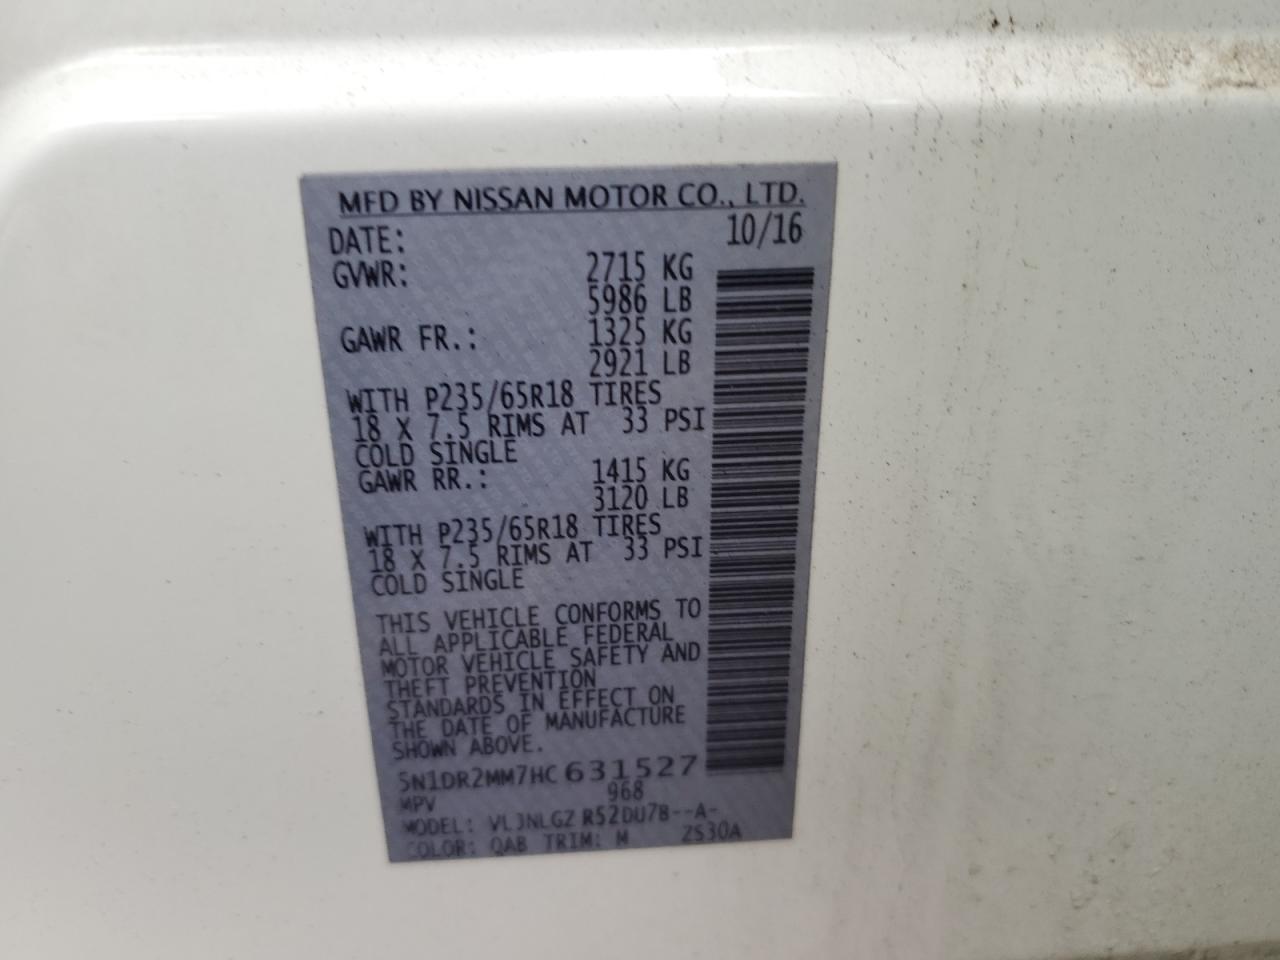 MFD BY NISSAN MOTOR CO., LTD.
DATE: 10/16
GVWR: 2715 KG
5986 LB
GAWR FR.: 1325 KG
2921 LB
WITH P235/65R18 TIRES
18 X 7.5 RIMS AT 33 PSI
COLD SINGLE
GAWR RR.: 1415 KG
3120 LB
WITH P235/65R18 TIRES
18 X 7.5 RIMS AT 33 PSI
COLD SINGLE
THIS VEHICLE CONFORMS TO
ALL APPLICABLE FEDERAL
MOTOR VEHICLE SAFETY AND
THEFT PREVENTION
STANDARDS IN EFFECT ON
THE DATE OF MANUFACTURE
SHOWN ABOVE.
5N1DR2MM7HC631527
MPV 968
MODEL: VLJNLGZ R52DU7B--A-
COLOR: QAB TRIM: M ZS30A